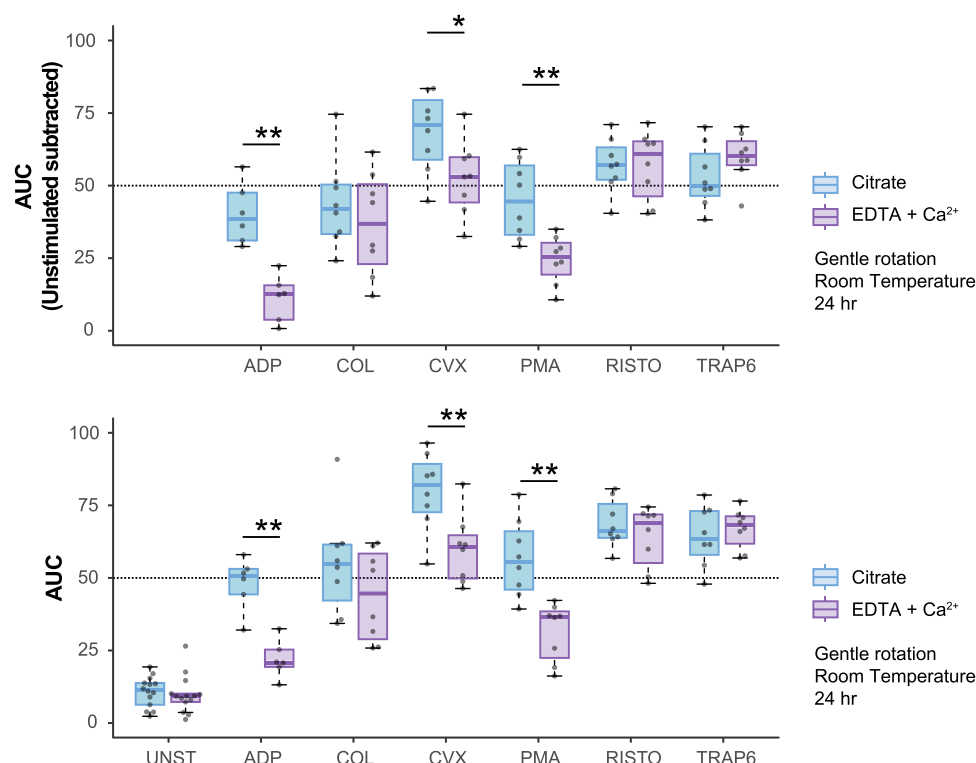 AUC
(Unstimulated subtracted)
100
75
50
25
0
**
*
**
ADP COL CVX PMA RISTO TRAP6
Citrate
EDTA + Ca²⁺
Gentle rotation
Room Temperature
24 hr
AUC
100
75
50
25
0
**
**
**
UNST ADP COL CVX PMA RISTO TRAP6
Citrate
EDTA + Ca²⁺
Gentle rotation
Room Temperature
24 hr